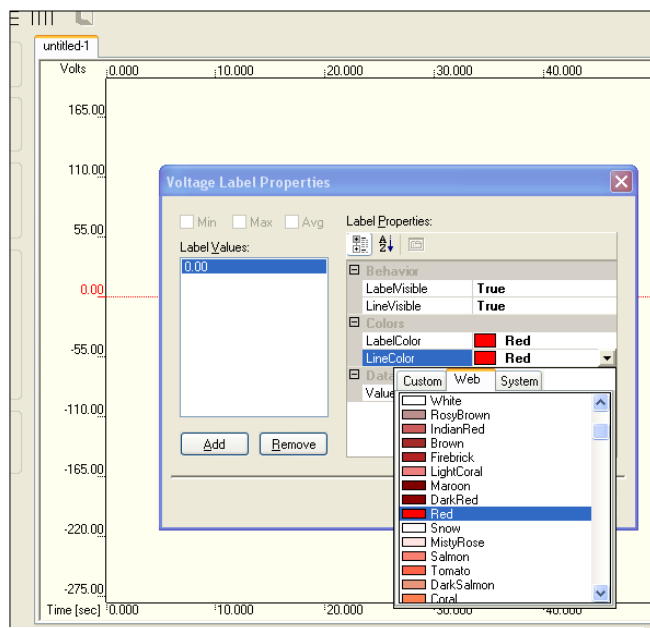 untitled-1
Volts 0.000 10.000 20.000 30.000 40.000
165.00
110.00
Voltage Label Properties
Min Max Avg Label Properties:
55.00
Label Values:
0.00
Behavior
LabelVisible True
0.00
LineVisible True
Colors
LabelColor Red
-55.00
LineColor Red
Data
Custom Web System
Value
White
-110.00
RosyBrown
IndianRed
Add Remove
Brown
Firebrick
-165.00
LightCoral
Maroon
DarkRed
Red
-220.00
Snow
MistyRose
Salmon
Tomato
-275.00
DarkSalmon
Coral
Time [sec] 0.000 10.000 20.000 30.000 40.000